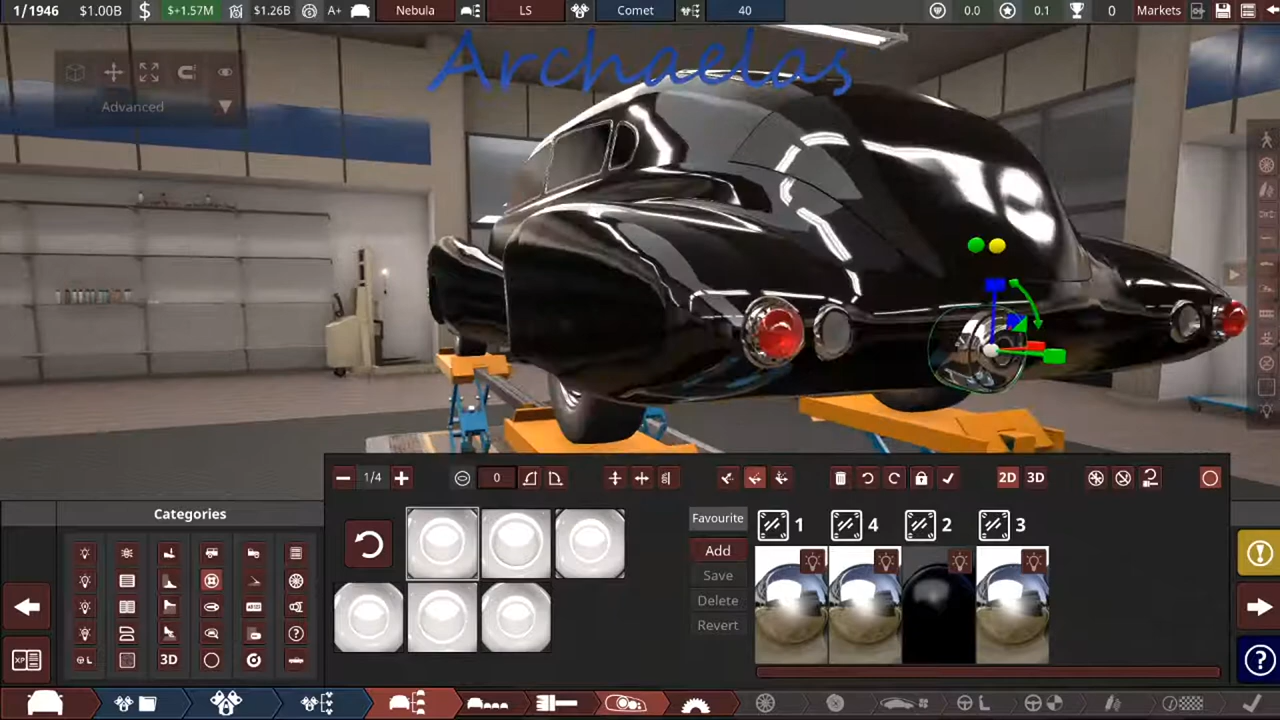 1/1946 $1.00B $ $+1.57M $1.26B A+ Nebula LS Comet 40 0.0 0.1 0 Markets
Archaelas
Advanced
1/4 0 2D 3D
Categories
Favourite
Add
Save
Delete
Revert
1 4 2 3
L 3D
XP
?